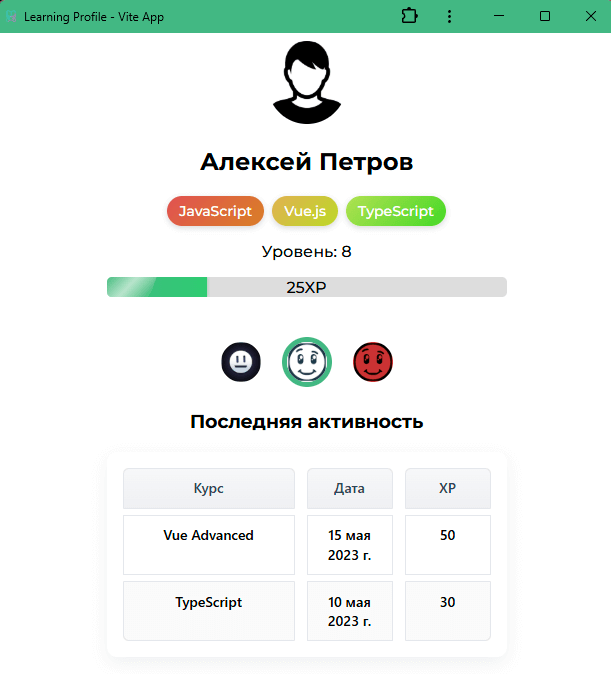 Learning Profile - Vite App
Алексей Петров
JavaScript Vue.js TypeScript
Уровень: 8
25XP
Последняя активность
Курс Дата XP
Vue Advanced 15 мая 50
2023 г.
TypeScript 10 мая 30
2023 г.